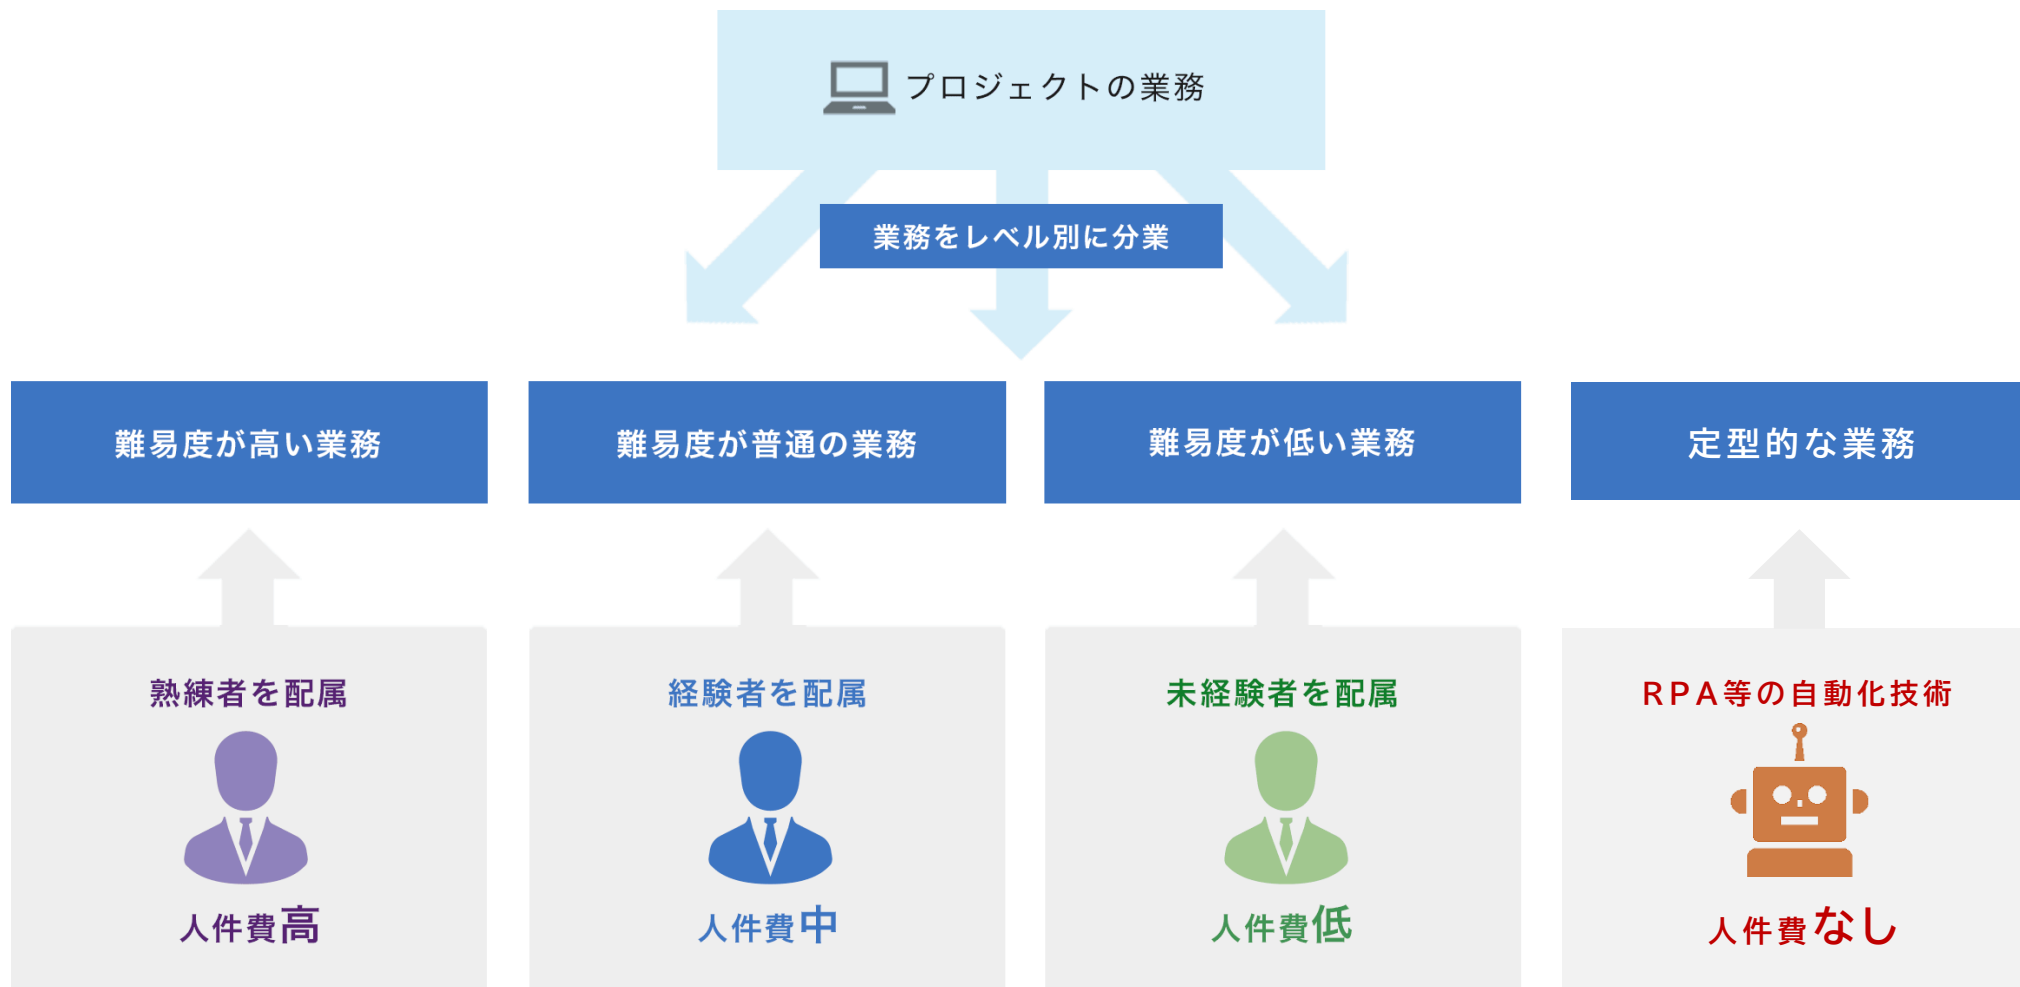 プロジェクトの業務
業務をレベル別に分業
難易度が高い業務
難易度が普通の業務
難易度が低い業務
定型的な業務
熟練者を配属
人件費高
経験者を配属
人件費中
未経験者を配属
人件費低
RPA等の自動化技術
人件費なし